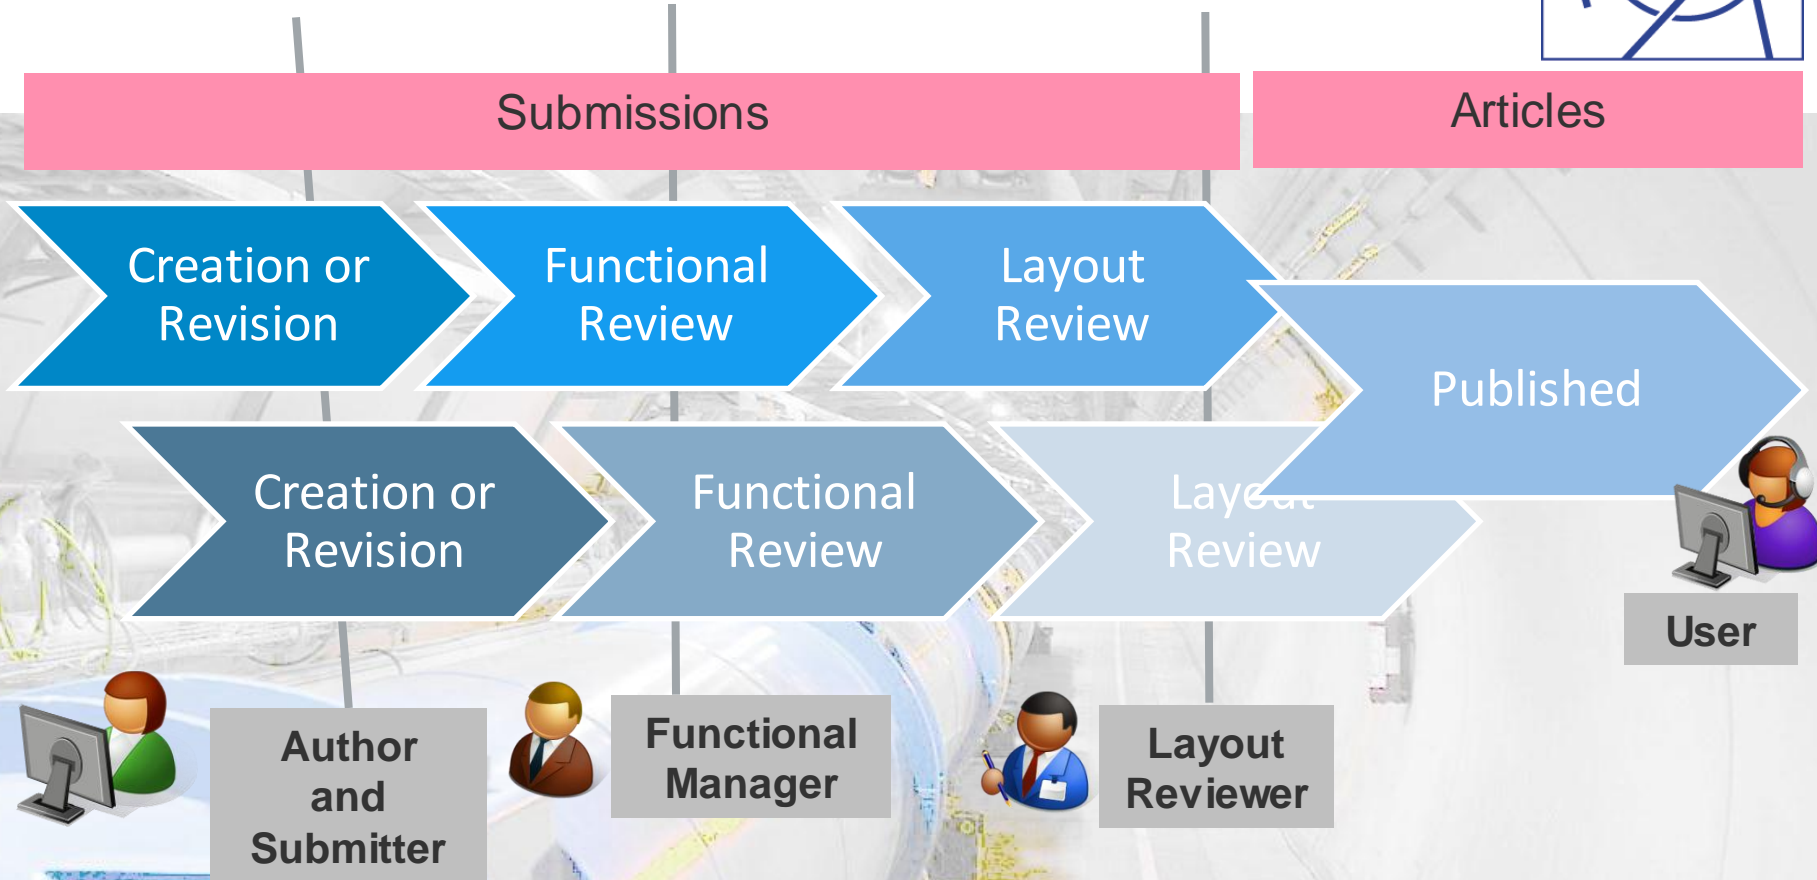 Submissions
Articles
Creation or
Revision
Functional
Review
Layout
Review
Published
Creation or
Revision
Functional
Review
Layout
Review
User
Author
and
Submitter
Functional
Manager
Layout
Reviewer